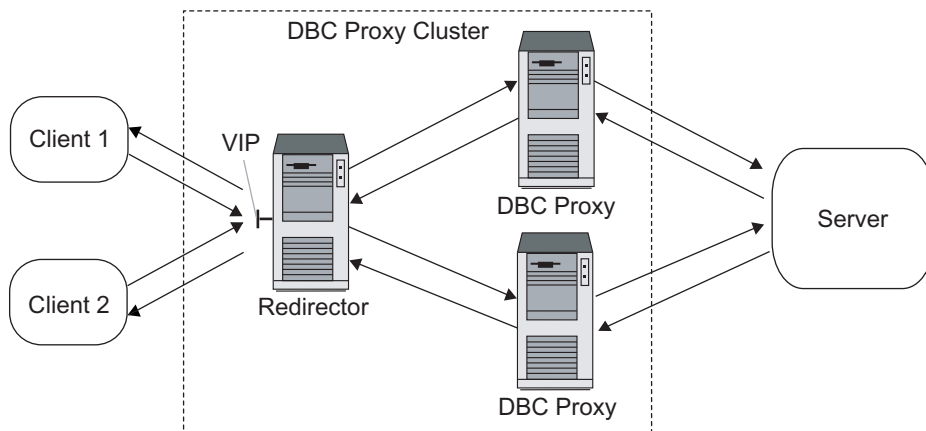 DBC Proxy Cluster
Client 1
VIP
DBC Proxy
Server
Client 2
Redirector
DBC Proxy